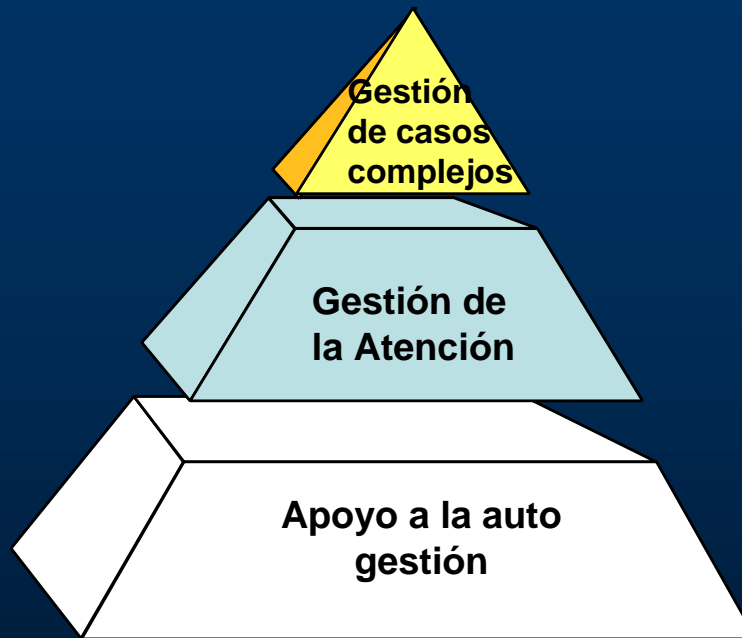 Gestión
de casos
complejos
Gestión de
la Atención
Apoyo a la auto
gestión